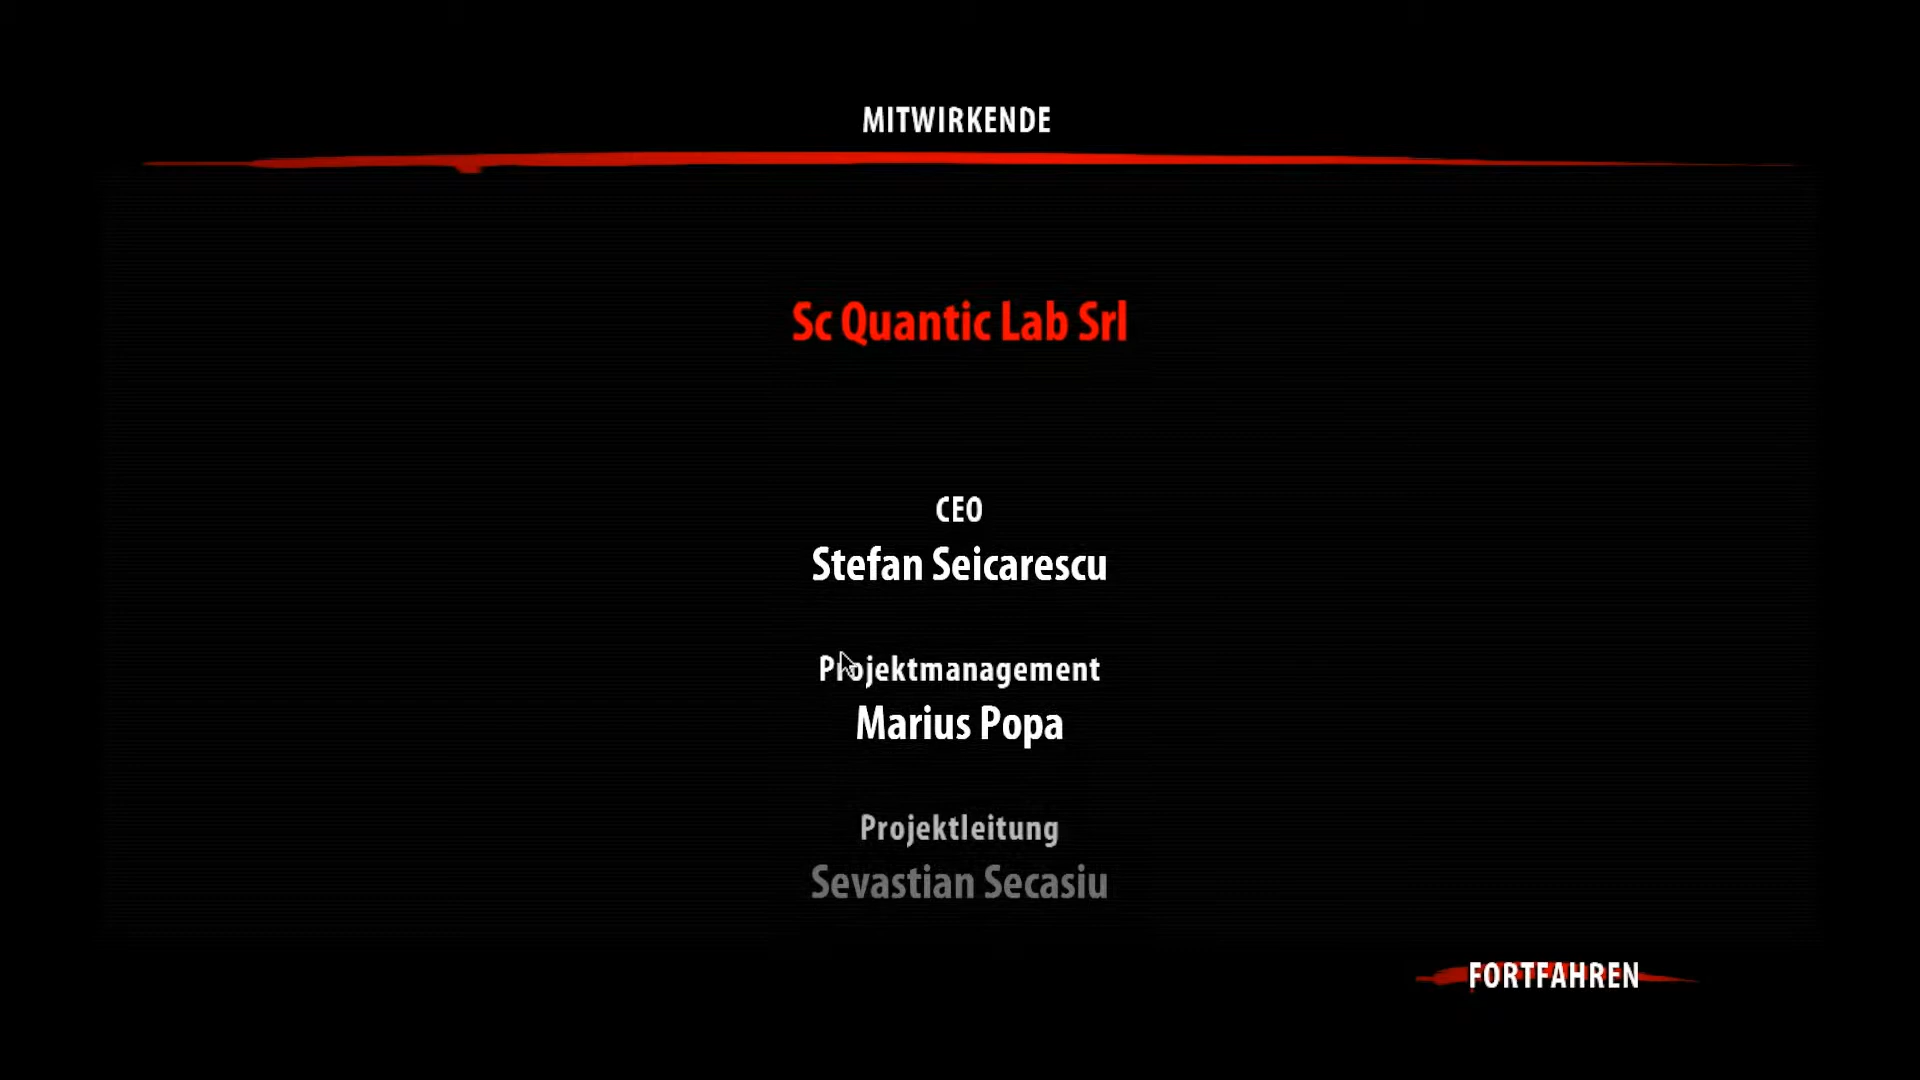 MITWIRKENDE
Sc Quantic Lab Srl
CEO
Stefan Seicarescu
Projektmanagement
Marius Popa
Projektleitung
Sevastian Secasiu
FORTFAHREN